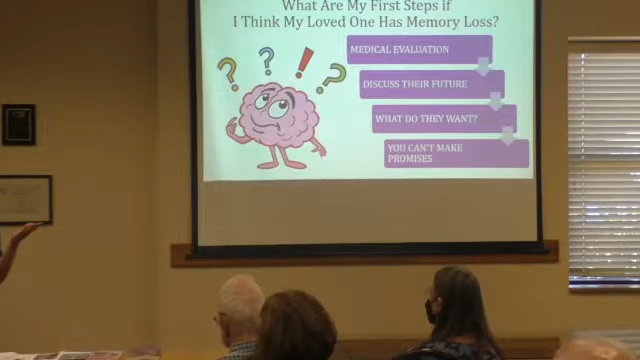 What Are My First Steps if
I Think My Loved One Has Memory Loss?
MEDICAL EVALUATION
DISCUSS THEIR FUTURE
WHAT DO THEY WANT?
YOU CAN'T MAKE
PROMISES